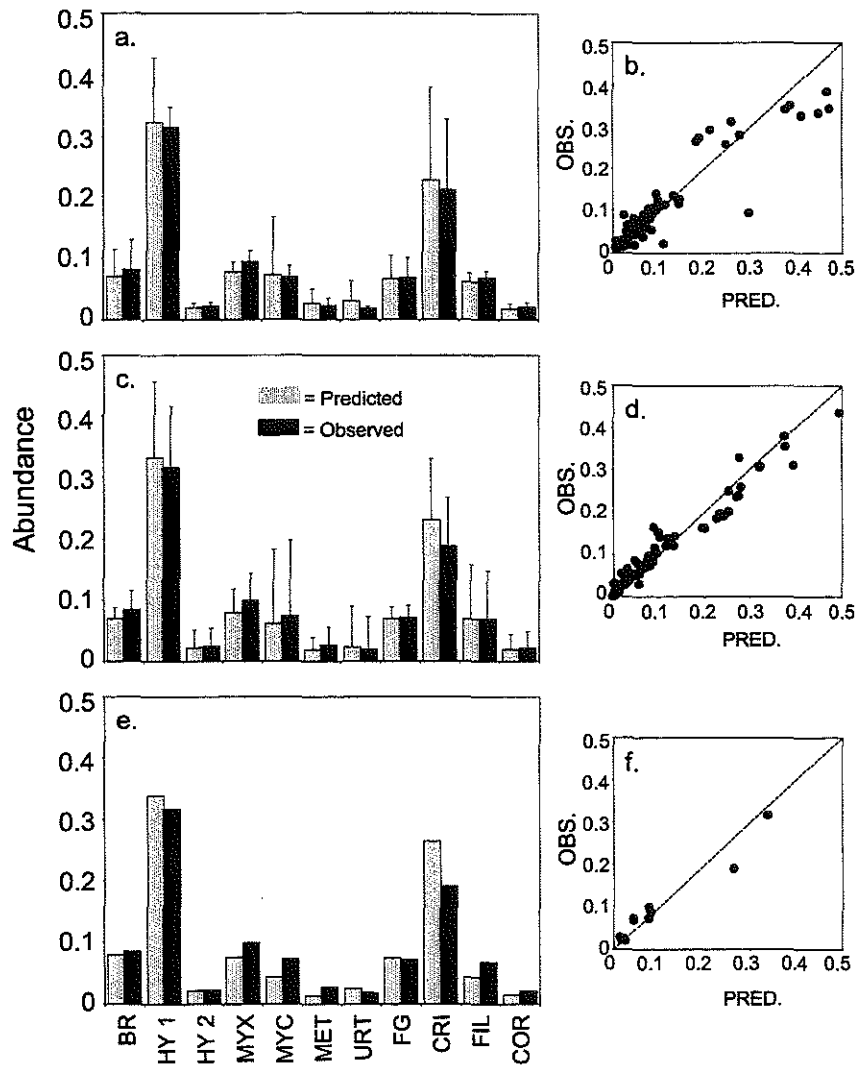 Abundance
a.
0.5
0.4
0.3
0.2
0.1
0
b.
OBS.
0.5
0.4
0.3
0.2
0.1
0
0 0.1 0.2 0.3 0.4 0.5
PRED.
c.
0.5
0.4
0.3
0.2
0.1
0
= Predicted
= Observed
d.
OBS.
0.5
0.4
0.3
0.2
0.1
0
0 0.1 0.2 0.3 0.4 0.5
PRED.
e.
0.5
0.4
0.3
0.2
0.1
0
BR
HY 1
HY 2
MYX
MYC
MET
URT
FG
CRI
FIL
COR
f.
OBS.
0.5
0.4
0.3
0.2
0.1
0
0 0.1 0.2 0.3 0.4 0.5
PRED.